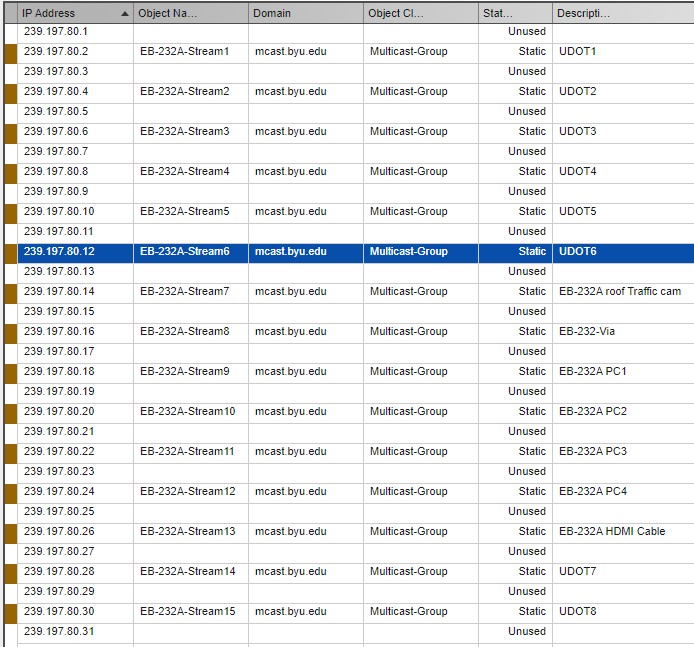 IP Address Object Na... Domain Object Cl... Stat... Descripti...
239.197.80.1 Unused
239.197.80.2 EB-232A-Stream1 mcast.byu.edu Multicast-Group Static UDOT1
239.197.80.3 Unused
239.197.80.4 EB-232A-Stream2 mcast.byu.edu Multicast-Group Static UDOT2
239.197.80.5 Unused
239.197.80.6 EB-232A-Stream3 mcast.byu.edu Multicast-Group Static UDOT3
239.197.80.7 Unused
239.197.80.8 EB-232A-Stream4 mcast.byu.edu Multicast-Group Static UDOT4
239.197.80.9 Unused
239.197.80.10 EB-232A-Stream5 mcast.byu.edu Multicast-Group Static UDOT5
239.197.80.11 Unused
239.197.80.12 EB-232A-Stream6 mcast.byu.edu Multicast-Group Static UDOT6
239.197.80.13 Unused
239.197.80.14 EB-232A-Stream7 mcast.byu.edu Multicast-Group Static EB-232A roof Traffic cam
239.197.80.15 Unused
239.197.80.16 EB-232A-Stream8 mcast.byu.edu Multicast-Group Static EB-232-Via
239.197.80.17 Unused
239.197.80.18 EB-232A-Stream9 mcast.byu.edu Multicast-Group Static EB-232A PC1
239.197.80.19 Unused
239.197.80.20 EB-232A-Stream10 mcast.byu.edu Multicast-Group Static EB-232A PC2
239.197.80.21 Unused
239.197.80.22 EB-232A-Stream11 mcast.byu.edu Multicast-Group Static EB-232A PC3
239.197.80.23 Unused
239.197.80.24 EB-232A-Stream12 mcast.byu.edu Multicast-Group Static EB-232A PC4
239.197.80.25 Unused
239.197.80.26 EB-232A-Stream13 mcast.byu.edu Multicast-Group Static EB-232A HDMI Cable
239.197.80.27 Unused
239.197.80.28 EB-232A-Stream14 mcast.byu.edu Multicast-Group Static UDOT7
239.197.80.29 Unused
239.197.80.30 EB-232A-Stream15 mcast.byu.edu Multicast-Group Static UDOT8
239.197.80.31 Unused